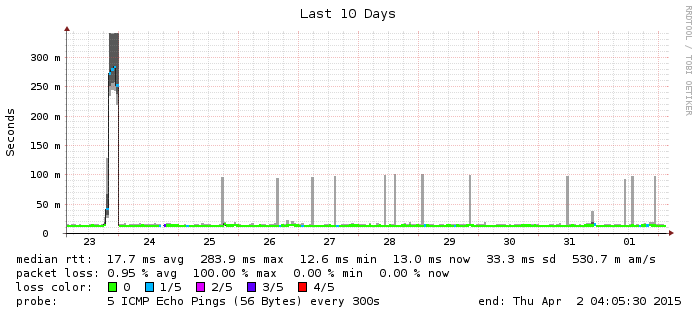 Last 10 Days
RRDTOOL / TOBI OETIKER
Seconds
300 m
250 m
200 m
150 m
100 m
50 m
0
23 24 25 26 27 28 29 30 31 01
median rtt: 17.7 ms avg 283.9 ms max 12.6 ms min 13.0 ms now 33.3 ms sd 530.7 m am/s
packet loss: 0.95 % avg 100.00 % max 0.00 % min 0.00 % now
loss color: 0 1/5 2/5 3/5 4/5
probe: 5 ICMP Echo Pings (56 Bytes) every 300s end: Thu Apr 2 04:05:30 2015